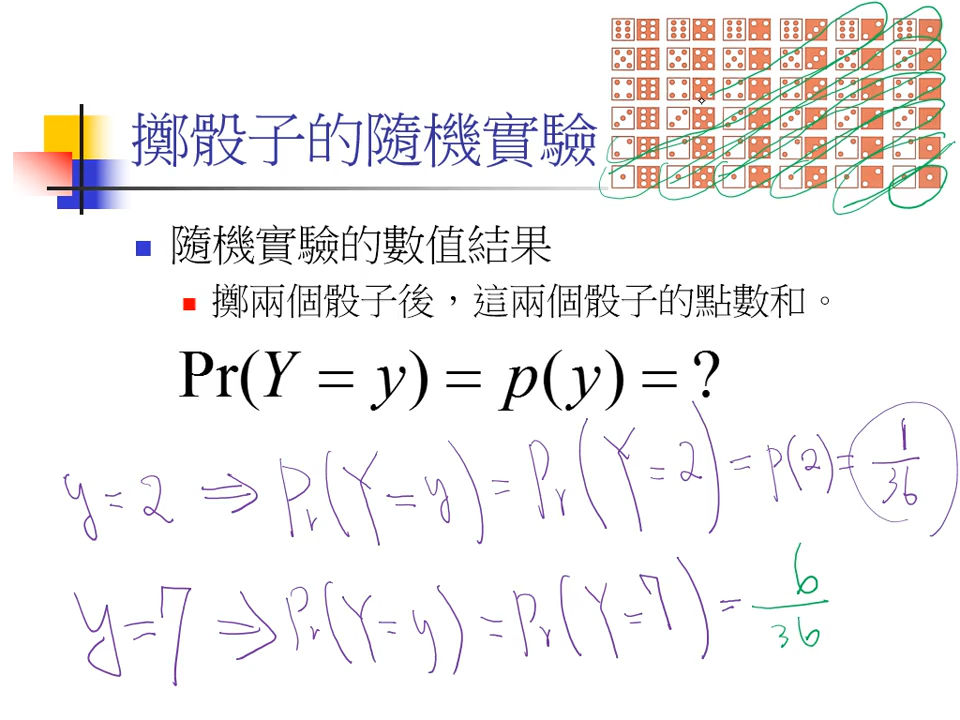 擲骰子的隨機實驗
隨機實驗的數值結果
擲兩個骰子後，這兩個骰子的點數和。
Pr(Y = y) = p(y) = ?
y = 2 ⇒ Pr(Y = y) = Pr(Y = 2) = p(2) = 1/36
y = 7 ⇒ Pr(Y = y) = Pr(Y = 7) = 6/36